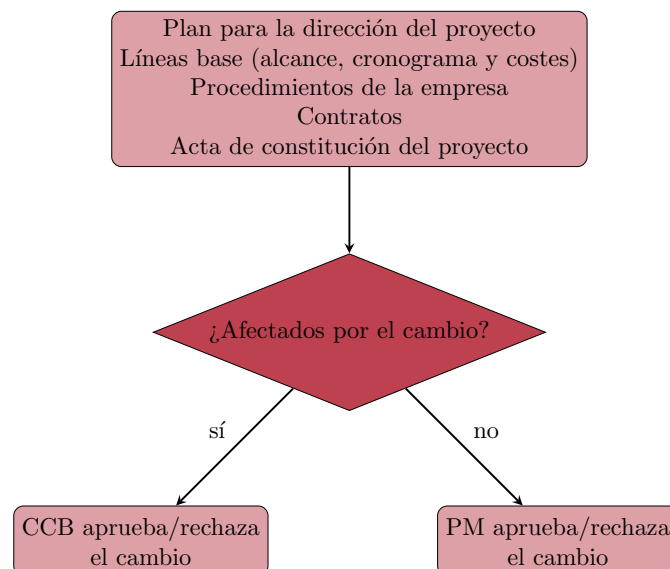 Plan para la dirección del proyecto
Líneas base (alcance, cronograma y costes)
Procedimientos de la empresa
Contratos
Acta de constitución del proyecto
¿Afectados por el cambio?
sí
no
CCB aprueba/rechaza
el cambio
PM aprueba/rechaza
el cambio